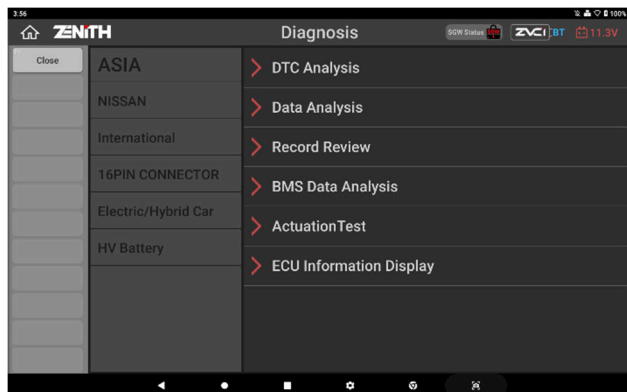 3:56
100%
ZENITH
Diagnosis
SGW Status
SGW
ZVCI
:BT
11.3V
Close
ASIA
NISSAN
International
16PIN CONNECTOR
Electric/Hybrid Car
HV Battery
DTC Analysis
Data Analysis
Record Review
BMS Data Analysis
ActuationTest
ECU Information Display